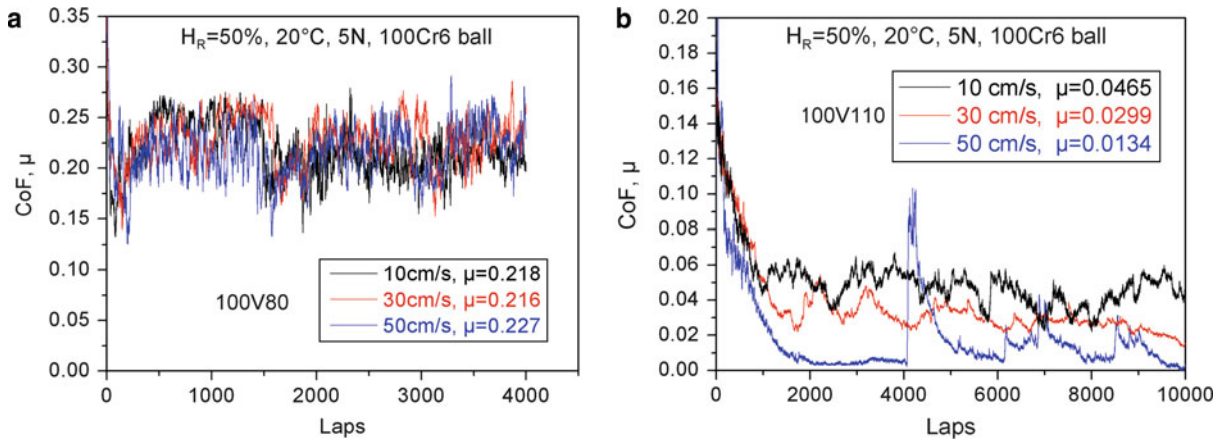 a
H_R=50%, 20°C, 5N, 100Cr6 ball
0.35
0.30
0.25
0.20
0.15
0.10
0.05
0.00
CoF, µ
100V80
10cm/s, µ=0.218
30cm/s, µ=0.216
50cm/s, µ=0.227
0 1000 2000 3000 4000
Laps
b
H_R=50%, 20°C, 5N, 100Cr6 ball
0.20
0.18
0.16
0.14
0.12
0.10
0.08
0.06
0.04
0.02
0.00
CoF, µ
100V110
10 cm/s, µ=0.0465
30 cm/s, µ=0.0299
50 cm/s, µ=0.0134
0 2000 4000 6000 8000 10000
Laps